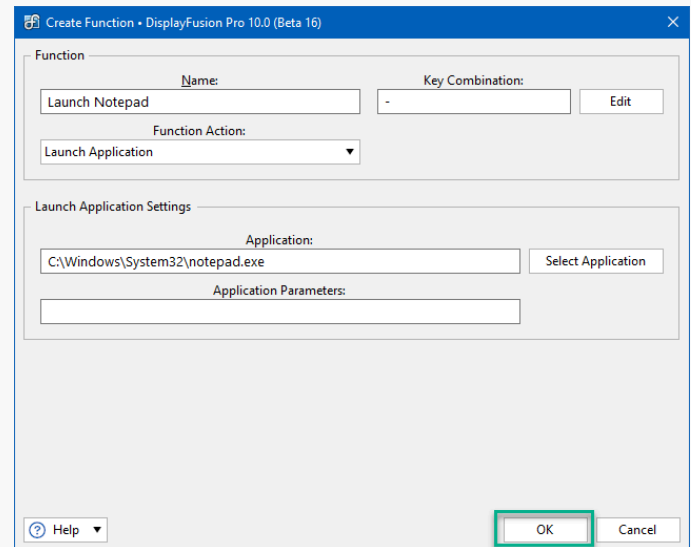 Create Function • DisplayFusion Pro 10.0 (Beta 16)
Function
Name: Key Combination:
Launch Notepad - Edit
Function Action:
Launch Application
Launch Application Settings
Application:
C:\Windows\System32\notepad.exe Select Application
Application Parameters:
Help OK Cancel